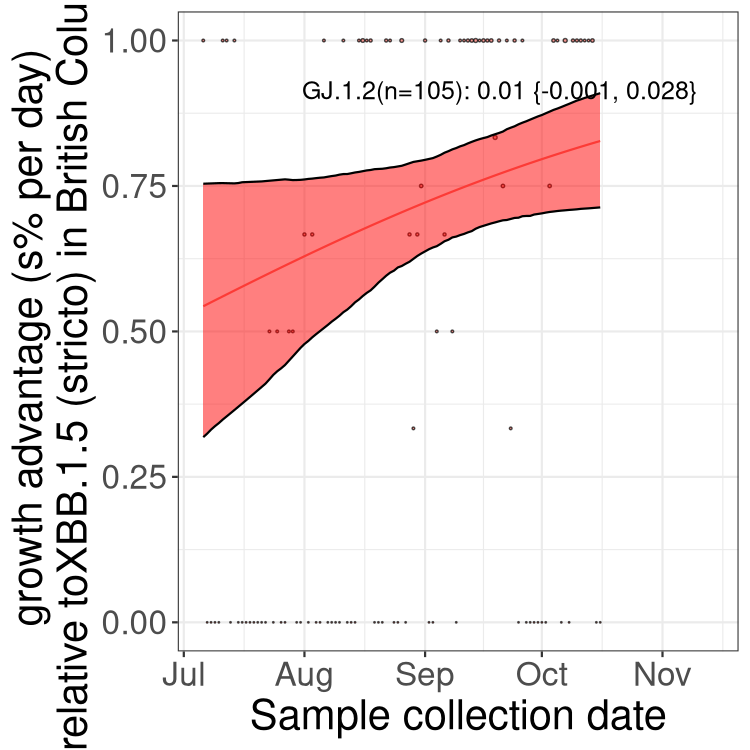 growth advantage (s% per day)
relative toXBB.1.5 (stricto) in British Colu
1.00
0.75
0.50
0.25
0.00
GJ.1.2(n=105): 0.01 {-0.001, 0.028}
Jul Aug Sep Oct Nov
Sample collection date